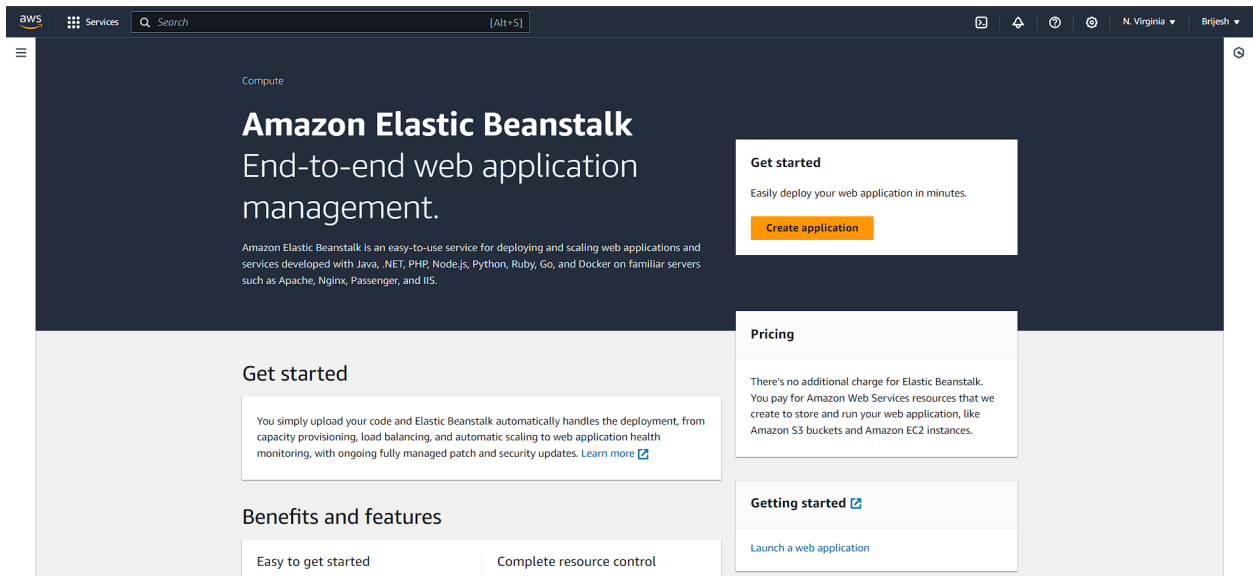 aws
Services
Search
[Alt+S]
N. Virginia
Brijesh
Compute
Amazon Elastic Beanstalk
End-to-end web application
management.
Amazon Elastic Beanstalk is an easy-to-use service for deploying and scaling web applications and
services developed with Java, .NET, PHP, Node.js, Python, Ruby, Go, and Docker on familiar servers
such as Apache, Nginx, Passenger, and IIS.
Get started
Easily deploy your web application in minutes.
Create application
Pricing
There's no additional charge for Elastic Beanstalk.
You pay for Amazon Web Services resources that we
create to store and run your web application, like
Amazon S3 buckets and Amazon EC2 instances.
Get started
You simply upload your code and Elastic Beanstalk automatically handles the deployment, from
capacity provisioning, load balancing, and automatic scaling to web application health
monitoring, with ongoing fully managed patch and security updates. Learn more
Getting started
Launch a web application
Benefits and features
Easy to get started
Complete resource control